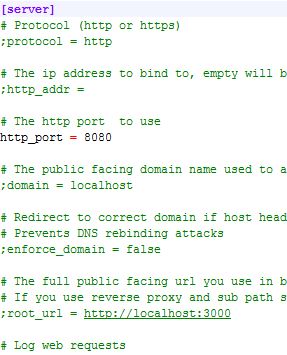 [server]
# Protocol (http or https)
;protocol = http
# The ip address to bind to, empty will b
;http_addr =
# The http port  to use
http_port = 8080
# The public facing domain name used to a
;domain = localhost
# Redirect to correct domain if host head
# Prevents DNS rebinding attacks
;enforce_domain = false
# The full public facing url you use in b
# If you use reverse proxy and sub path s
;root_url = http://localhost:3000
# Log web requests